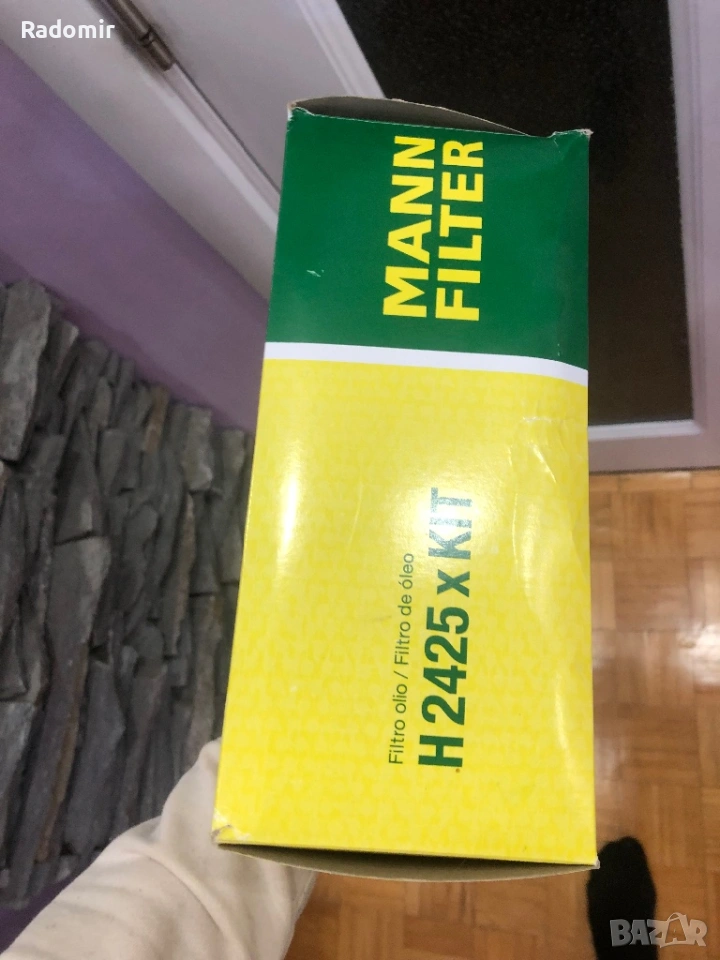 Radomir
MANN
FILTER
Filtro olio / Filtro de óleo
H 2425 x KIT
BAZAR